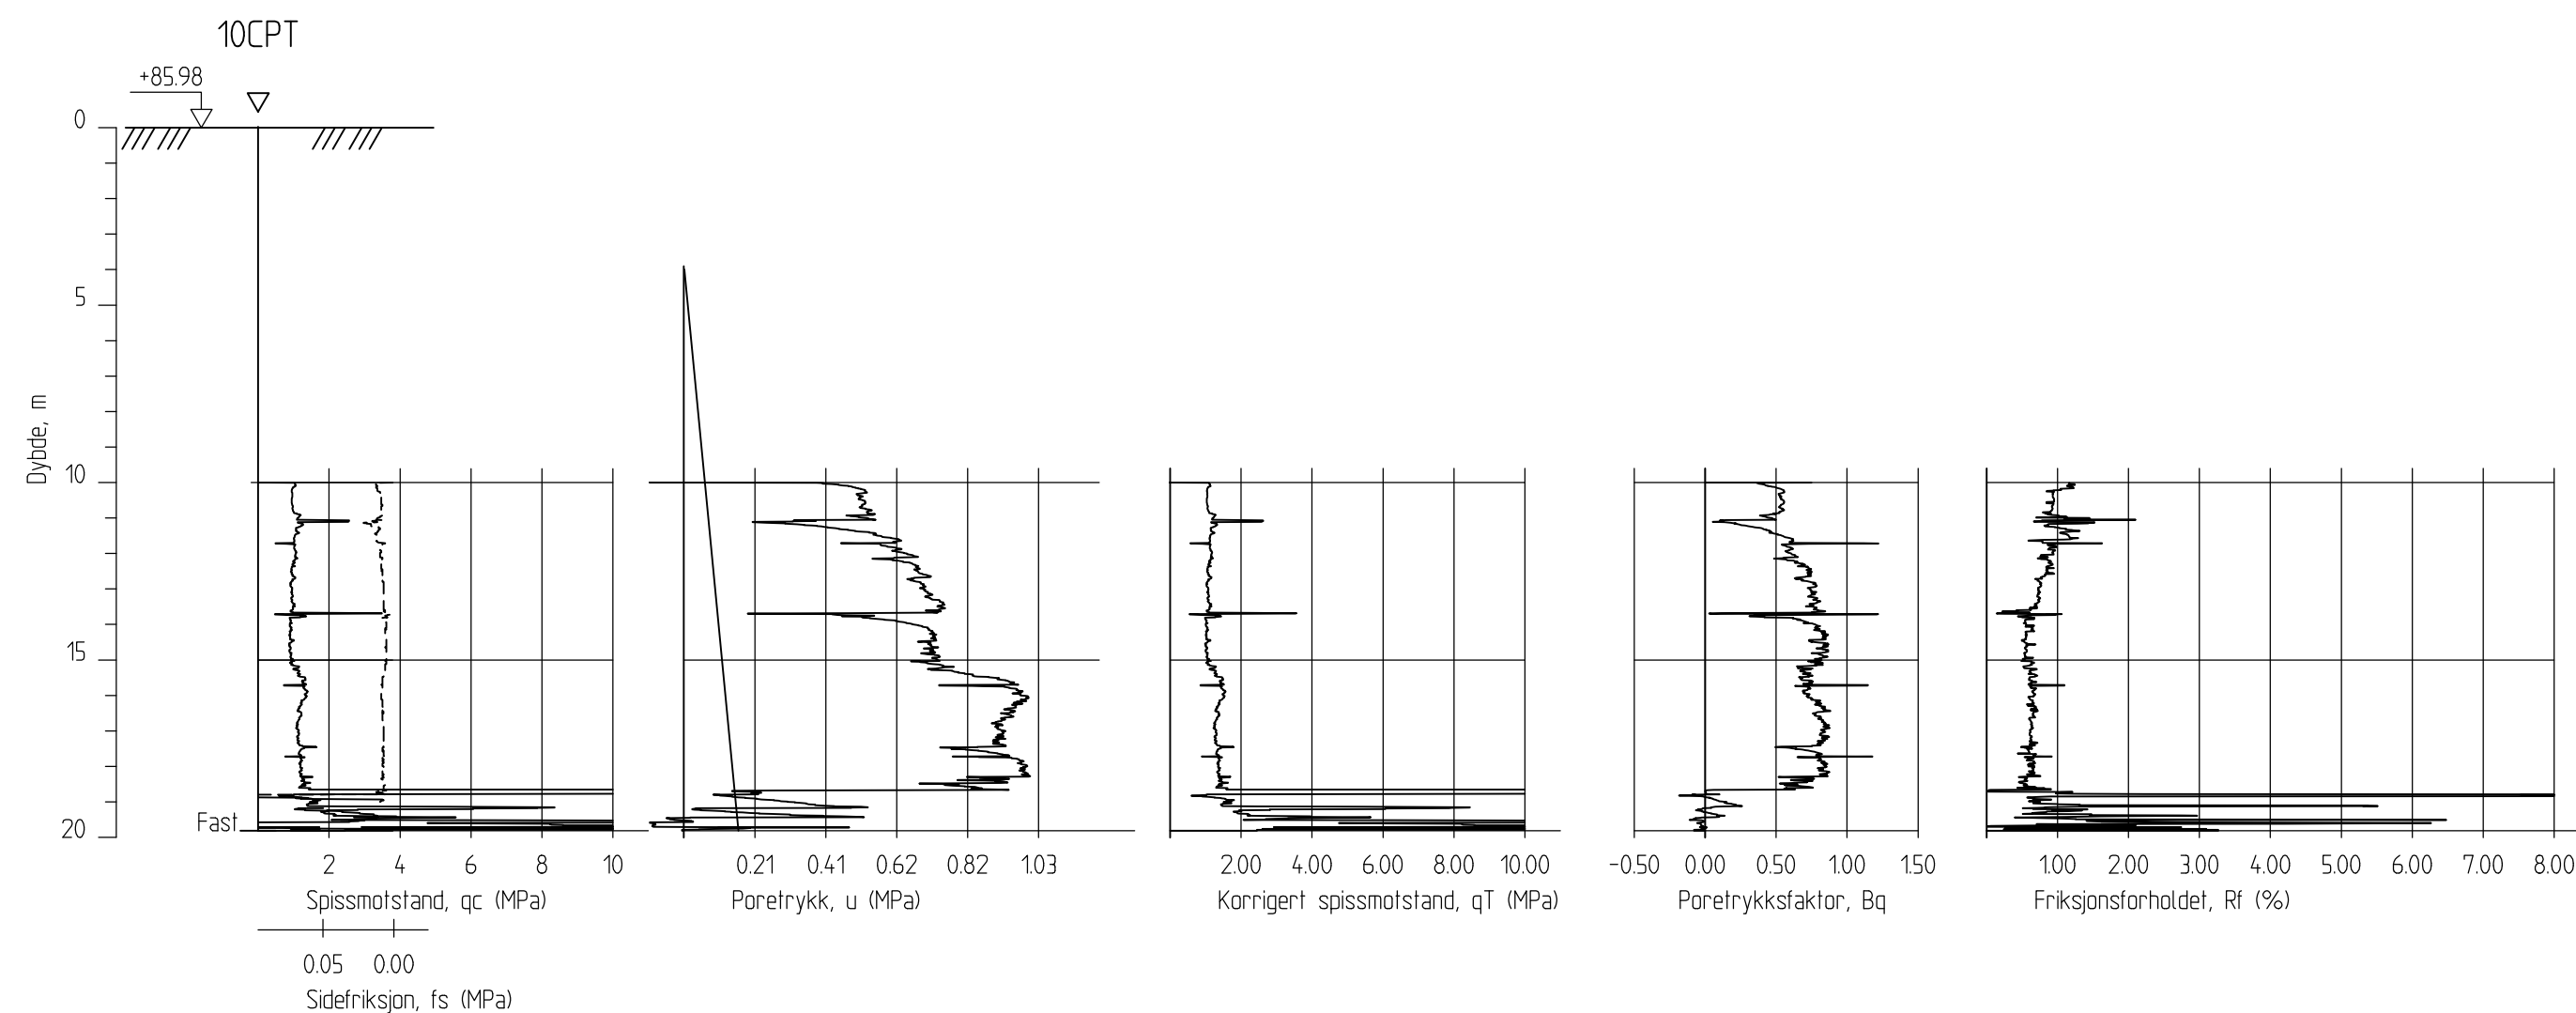 10CPT
+85.98
0
5
Dybde, m
10
15
Fast
20
2 4 6 8 10
0.21 0.41 0.62 0.82 1.03
2.00 4.00 6.00 8.00 10.00
-0.50 0.00 0.50 1.00 1.50
1.00 2.00 3.00 4.00 5.00 6.00 7.00 8.00
Spissmotstand, qc (MPa)
Poretrykk, u (MPa)
Korrigert spissmotstand, qT (MPa)
Poretrykksfaktor, Bq
Friksjonsforholdet, Rf (%)
0.05 0.00
Sidefriksjon, fs (MPa)